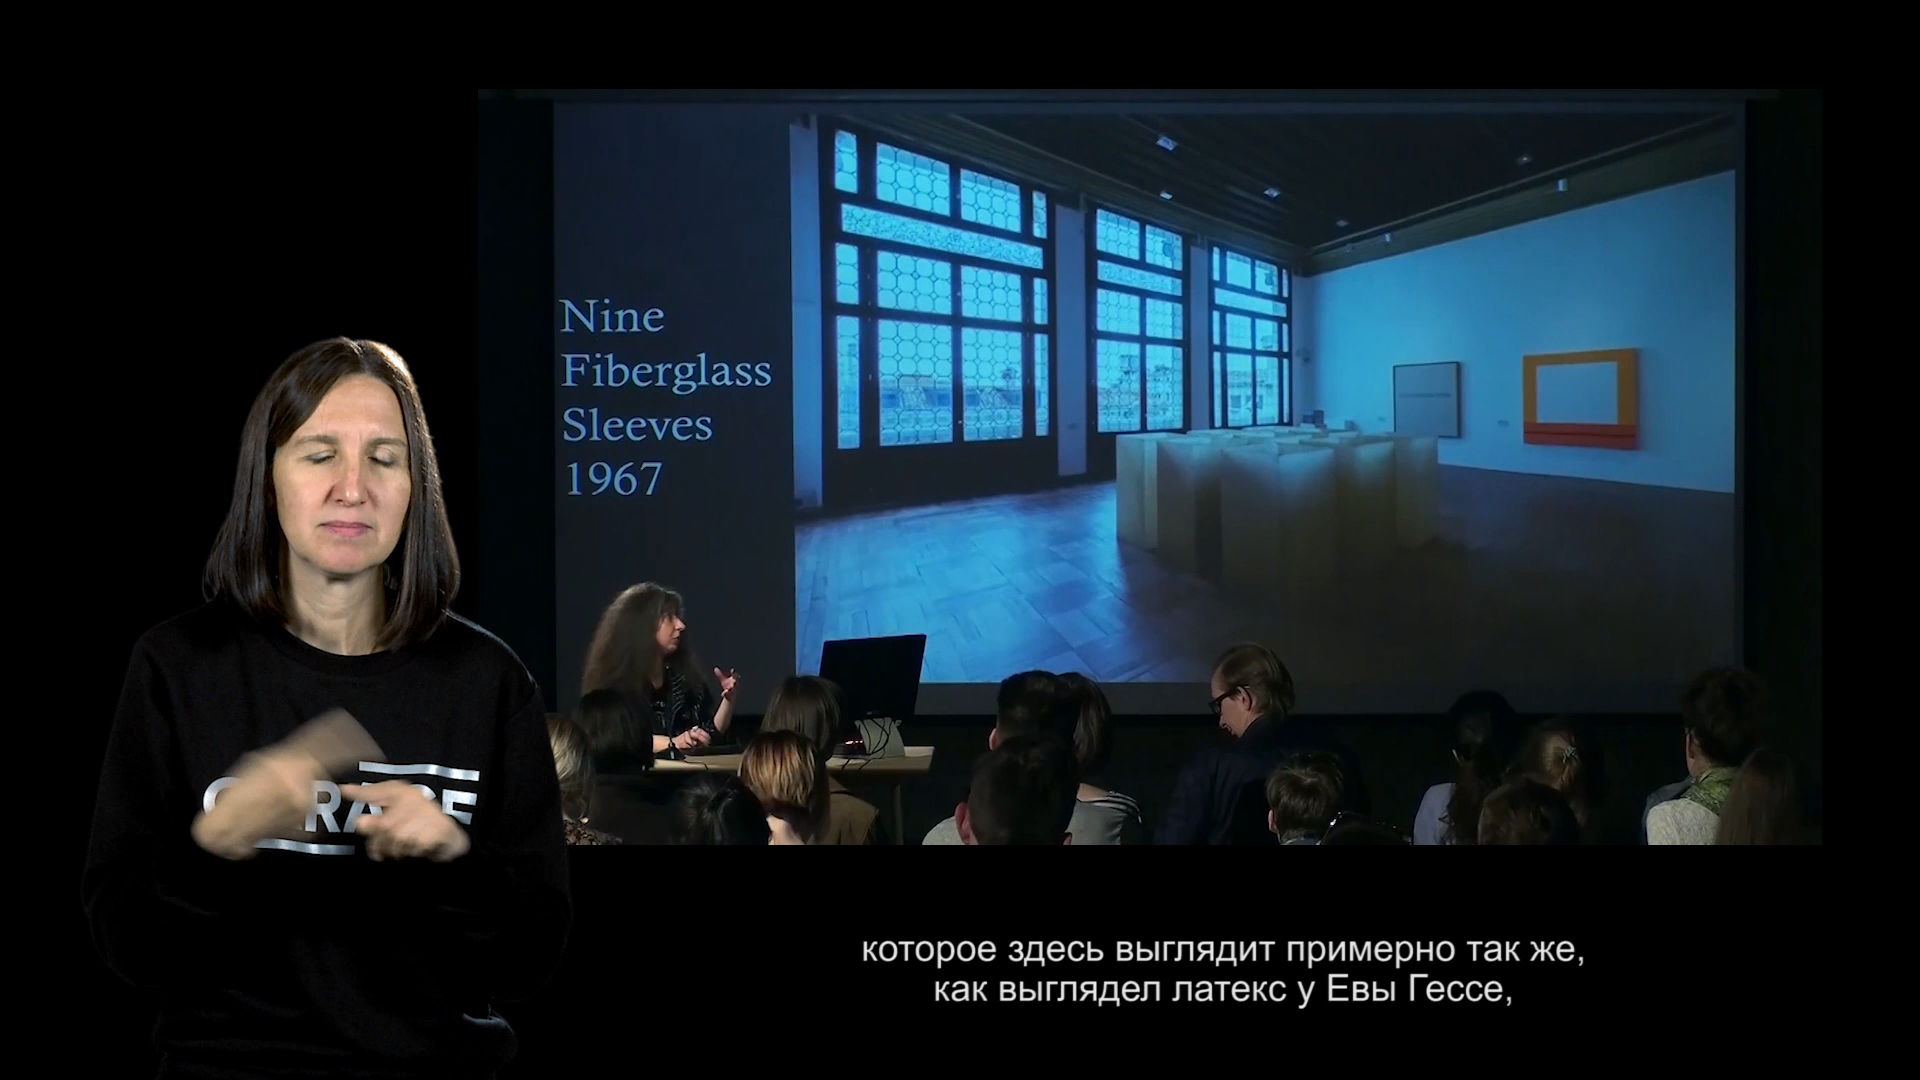 Nine
Fiberglass
Sleeves
1967
которое здесь выглядит примерно так же,
как выглядел латекс у Евы Гессе,